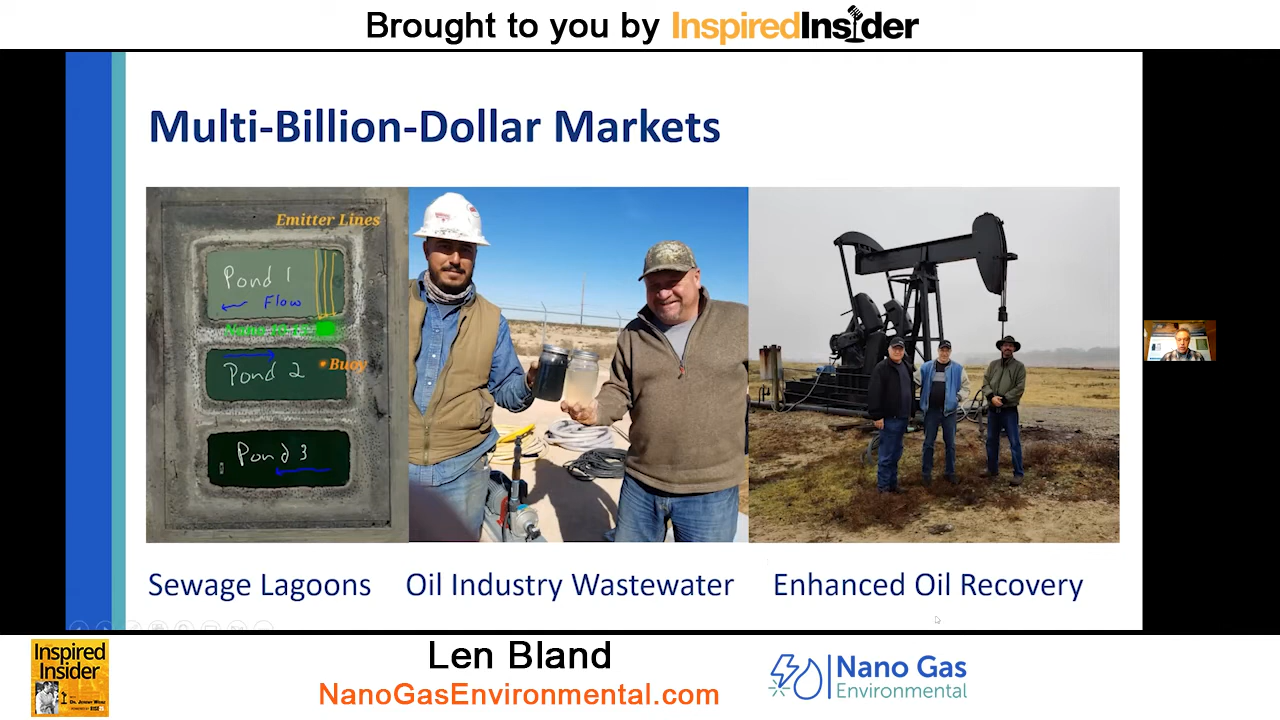 Brought to you by InspiredInsider
Multi-Billion-Dollar Markets
Emitter Lines
Pond 1
Flow
Pond 2
Buoy
Pond 3
Sewage Lagoons
Oil Industry Wastewater
Enhanced Oil Recovery
Inspired
Insider
Len Bland
NanoGasEnvironmental.com
Nano Gas
Environmental